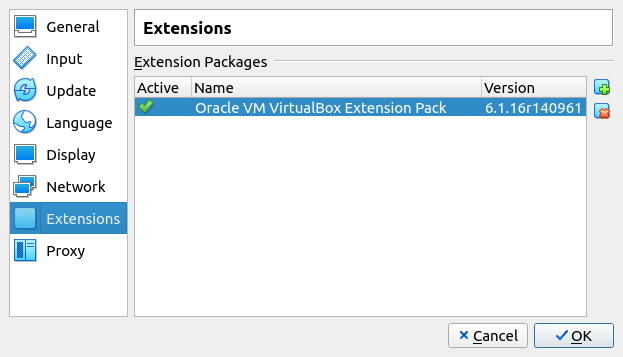 General
Input
Update
Language
Display
Network
Extensions
Proxy
Extensions
Extension Packages
Active Name Version
Oracle VM VirtualBox Extension Pack 6.1.16r140961
Cancel OK